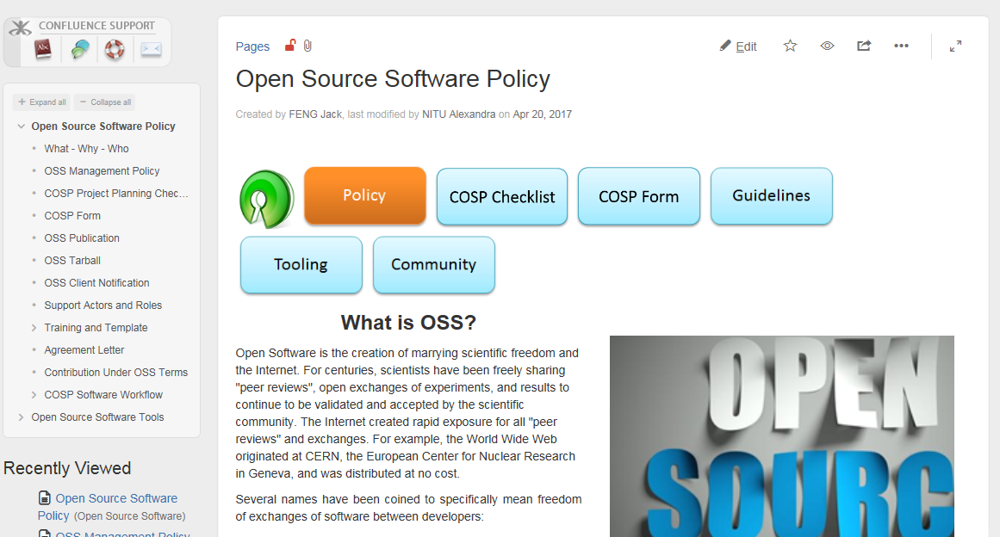 CONFLUENCE SUPPORT
Expand all
Collapse all
Open Source Software Policy
What - Why - Who
OSS Management Policy
COSP Project Planning Chec...
COSP Form
OSS Publication
OSS Tarball
OSS Client Notification
Support Actors and Roles
Training and Template
Agreement Letter
Contribution Under OSS Terms
COSP Software Workflow
Open Source Software Tools
Recently Viewed
Open Source Software
Policy (Open Source Software)
OSS Management Policy
Pages
Edit
Open Source Software Policy
Created by FENG Jack, last modified by NITU Alexandra on Apr 20, 2017
Policy
COSP Checklist
COSP Form
Guidelines
Tooling
Community
What is OSS?
Open Software is the creation of marrying scientific freedom and
the Internet. For centuries, scientists have been freely sharing
"peer reviews", open exchanges of experiments, and results to
continue to be validated and accepted by the scientific
community. The Internet created rapid exposure for all "peer
reviews" and exchanges. For example, the World Wide Web
originated at CERN, the European Center for Nuclear Research
in Geneva, and was distributed at no cost.
Several names have been coined to specifically mean freedom
of exchanges of software between developers:
OPEN
SOURC